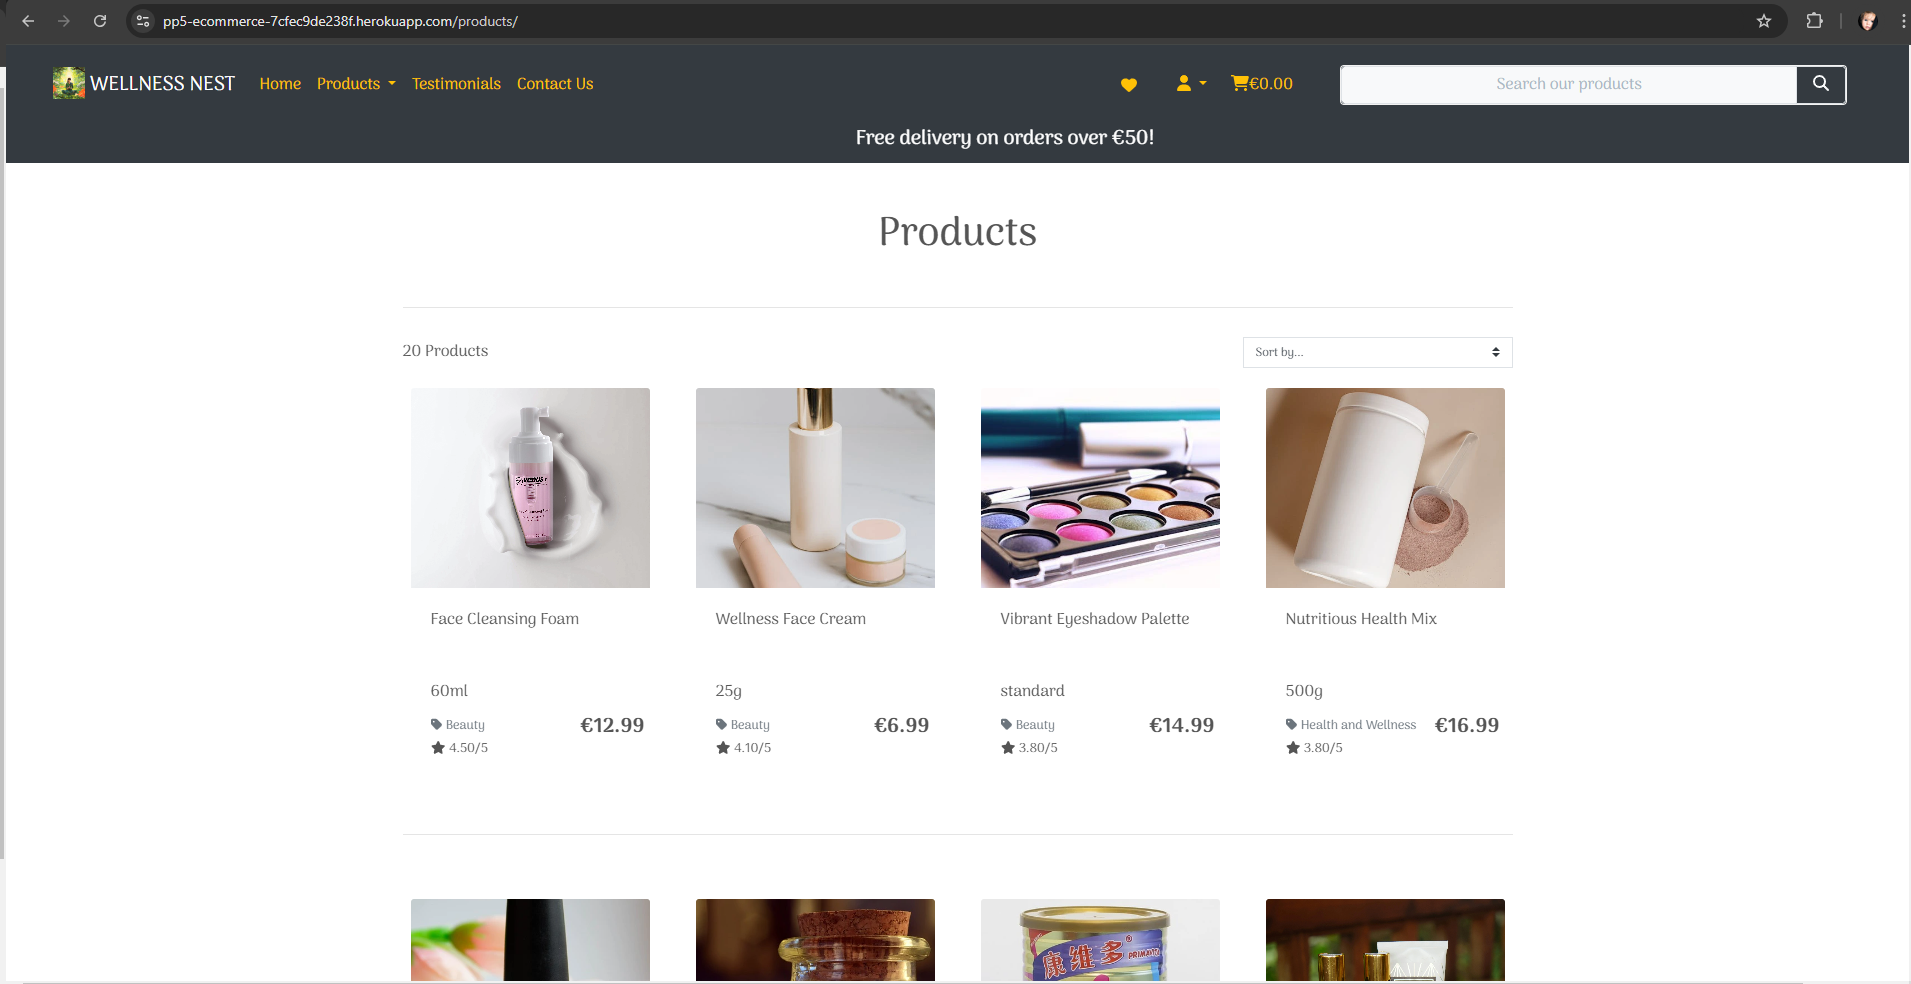 pp5-ecommerce-7cfec9de238f.herokuapp.com/products/
WELLNESS NEST Home Products Testimonials Contact Us €0.00 Search our products
Free delivery on orders over €50!
Products
20 Products Sort by...
Face Cleansing Foam Wellness Face Cream Vibrant Eyeshadow Palette Nutritious Health Mix
60ml 25g standard 500g
Beauty €12.99 Beauty €6.99 Beauty €14.99 Health and Wellness €16.99
4.50/5 4.10/5 3.80/5 3.80/5
康维多